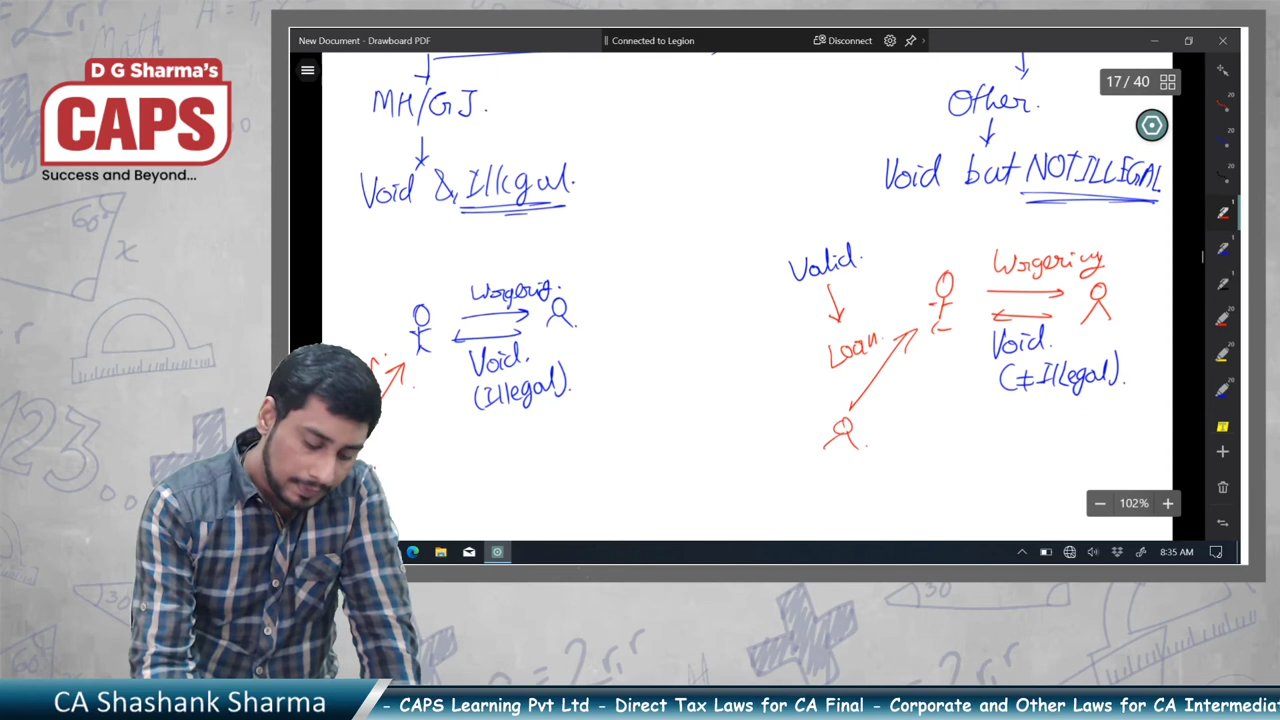 New Document - Drawboard PDF
Connected to Legion
Disconnect
D G Sharma's
CAPS
Success and Beyond...
17 / 40
MH/GJ.
Other.
Void & Illegal.
Void but NOT ILLEGAL
Wagering.
Void.
(Illegal).
Valid.
Loan.
Wagering
Void.
(≠Illegal).
102%
8:35 AM
CA Shashank Sharma
- CAPS Learning Pvt Ltd - Direct Tax Laws for CA Final - Corporate and Other Laws for CA Intermedia